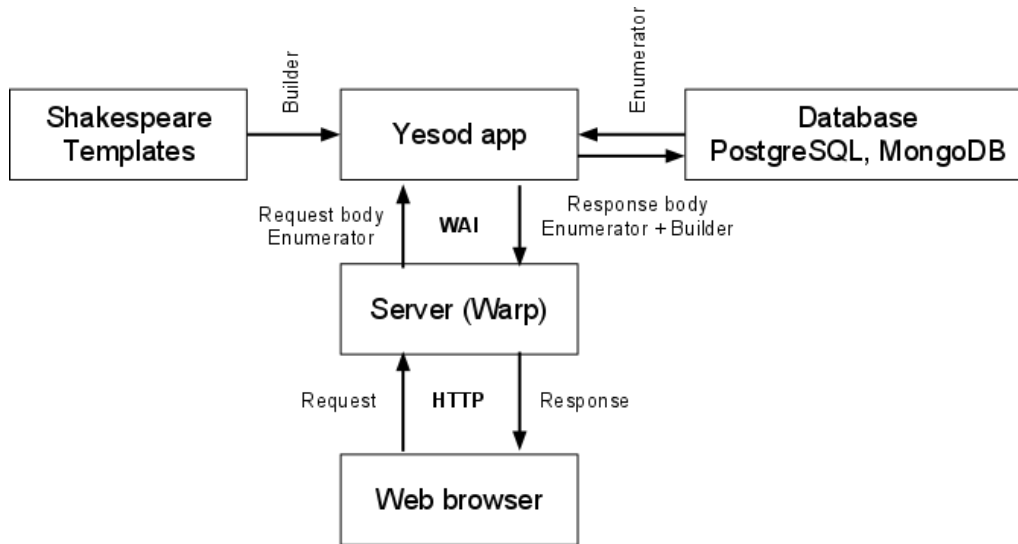 Builder
Enumerator
Shakespeare
Templates
Yesod app
Database
PostgreSQL, MongoDB
Request body
Enumerator
WAI
Response body
Enumerator + Builder
Server (Warp)
Request
HTTP
Response
Web browser